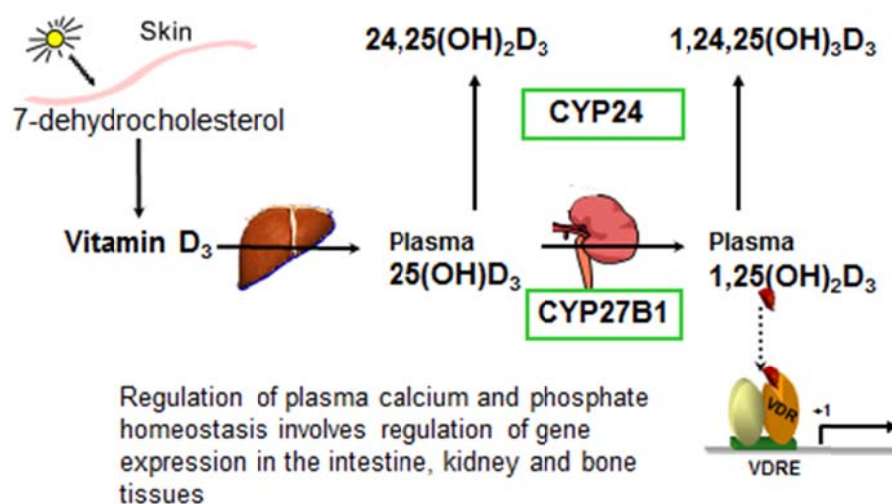 Skin
24,25(OH)₂D₃
1,24,25(OH)₃D₃
7-dehydrocholesterol
CYP24
Vitamin D₃
Plasma
25(OH)D₃
Plasma
1,25(OH)₂D₃
CYP27B1
Regulation of plasma calcium and phosphate
homeostasis involves regulation of gene
expression in the intestine, kidney and bone
tissues
VDR
+1
VDRE